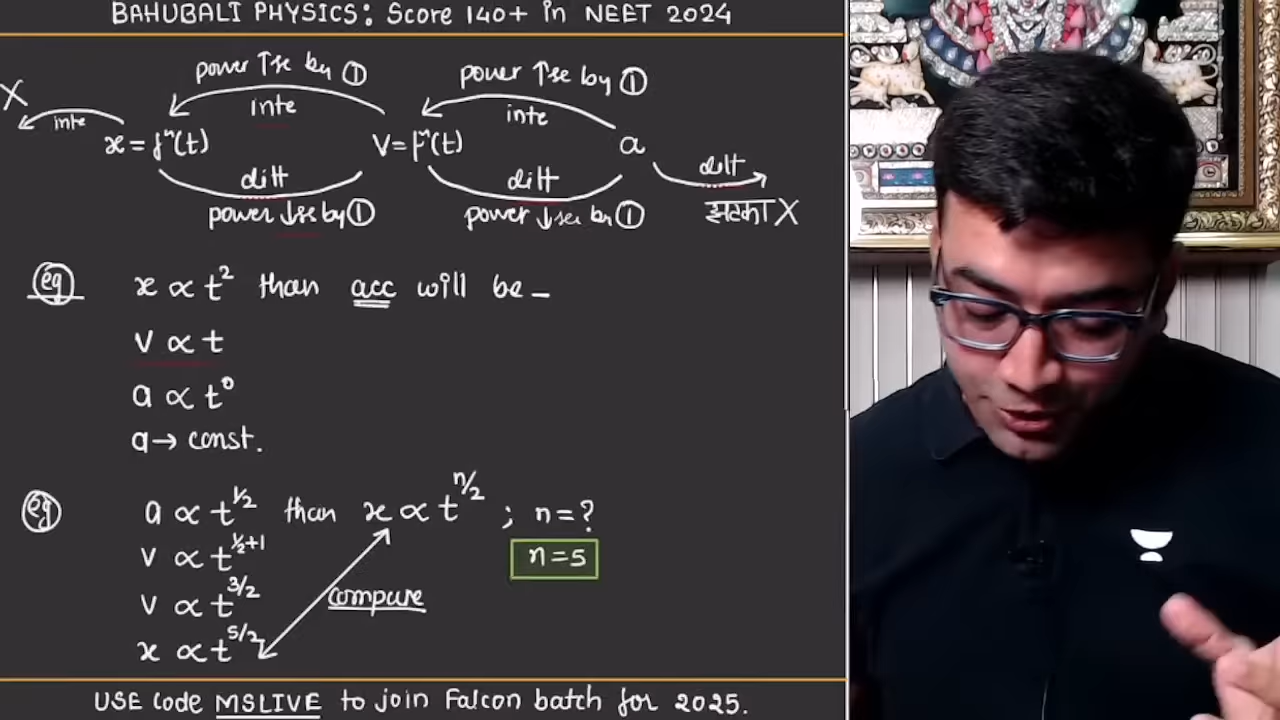 BAHUBALI PHYSICS: Score 140+ in NEET 2024
power ↑se by ① power ↑se by ①
X inte inte inte
x = fⁿ(t) v = fⁿ(t) a
diff diff diff
power ↓se by ① power ↓ses by ① झटका X
eg x ∝ t² than acc will be _
v ∝ t
a ∝ t⁰
a → const.
eg a ∝ t^1/2 than x ∝ t^n/2 ; n = ?
v ∝ t^1/2+1 n = 5
v ∝ t^3/2 compare
x ∝ t^5/2
USE Code MSLIVE to join Falcon batch for 2025.